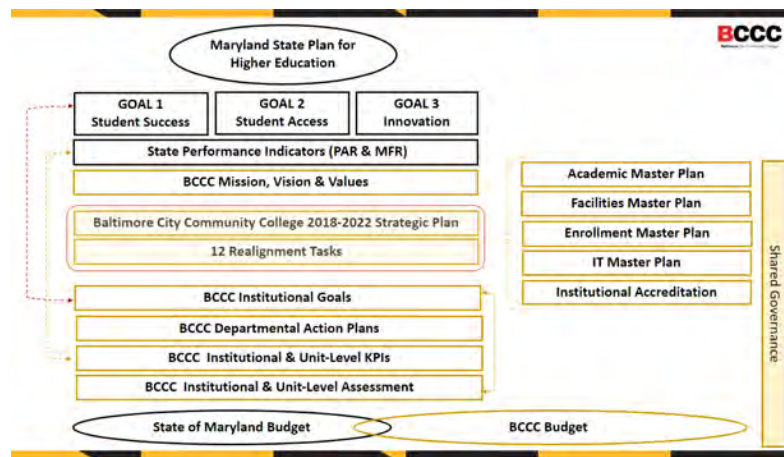 Maryland State Plan for
Higher Education
BCCC
GOAL 1
Student Success
GOAL 2
Student Access
GOAL 3
Innovation
State Performance Indicators (PAR & MFR)
BCCC Mission, Vision & Values
Baltimore City Community College 2018-2022 Strategic Plan
12 Realignment Tasks
BCCC Institutional Goals
BCCC Departmental Action Plans
BCCC Institutional & Unit-Level KPIs
BCCC Institutional & Unit-Level Assessment
Academic Master Plan
Facilities Master Plan
Enrollment Master Plan
IT Master Plan
Institutional Accreditation
Shared Governance
State of Maryland Budget
BCCC Budget